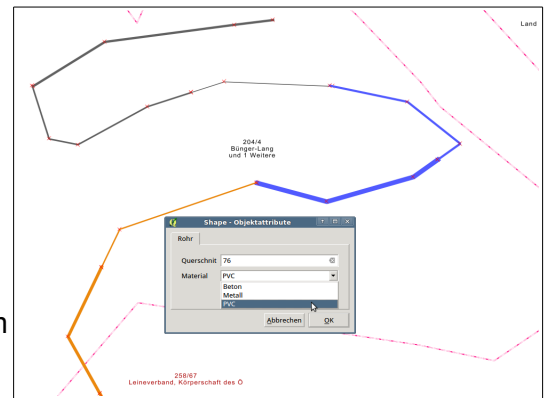 Land
204/4
Bünger-Lang
und 1 Weitere
Shape - Objektattribute
Rohr
Querschnit 76
Material PVC
Beton
Metall
PVC
Abbrechen OK
n
258/67
Leineverband, Körperschaft des Ö